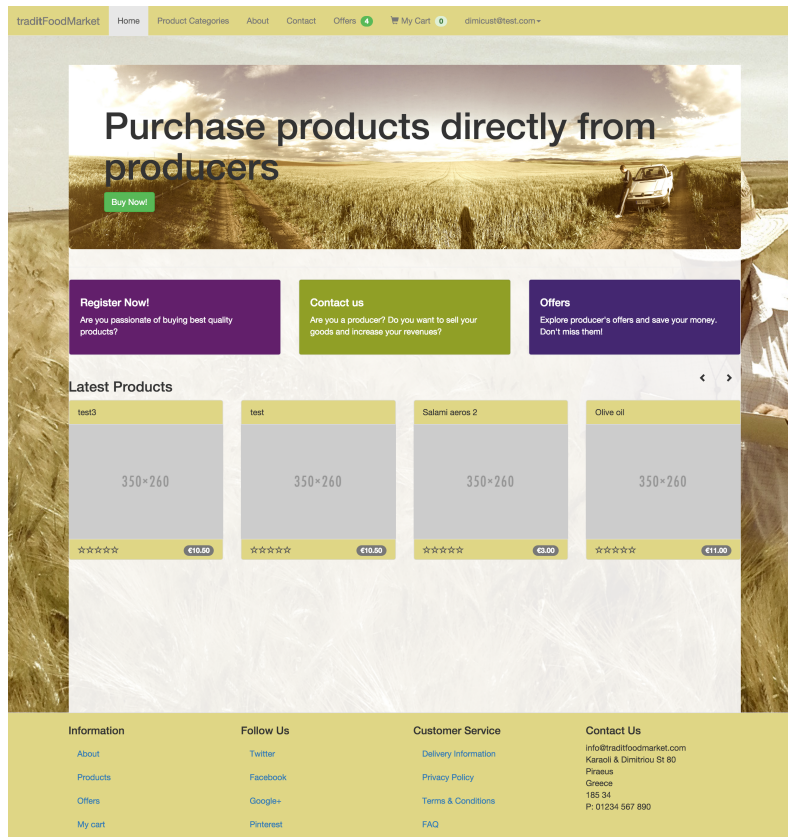 traditFoodMarket Home Product Categories About Contact Offers 4 My Cart 0 dimicust@test.com
Purchase products directly from
producers
Buy Now!
Register Now!
Are you passionate of buying best quality
products?
Contact us
Are you a producer? Do you want to sell your
goods and increase your revenues?
Offers
Explore producer's offers and save your money.
Don't miss them!
Latest Products
test3
350×260
€10.50
test
350×260
€10.50
Salami aeros 2
350×260
€3.00
Olive oil
350×260
€11.00
Information
About
Products
Offers
My cart
Follow Us
Twitter
Facebook
Google+
Pinterest
Customer Service
Delivery Information
Privacy Policy
Terms & Conditions
FAQ
Contact Us
info@traditfoodmarket.com
Karaoli & Dimitriou St 80
Piraeus
Greece
185 34
P: 01234 567 890